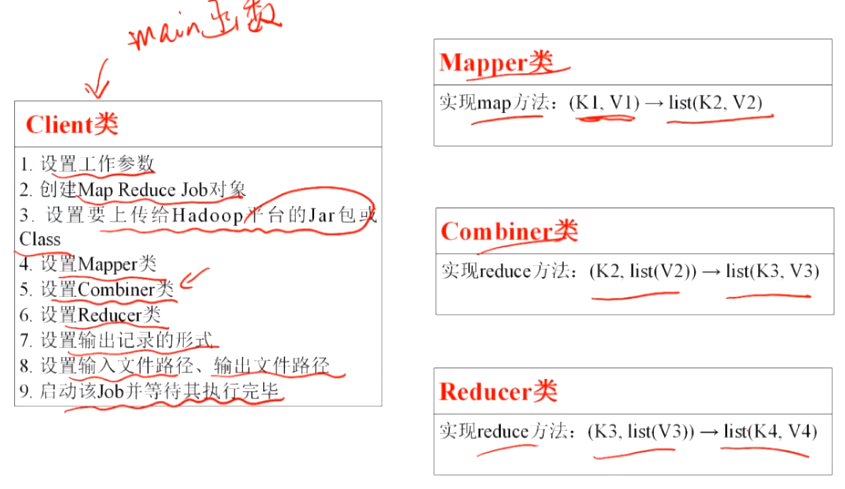 main函数
Client类
1. 设置工作参数
2. 创建Map Reduce Job对象
3. 设置要上传给Hadoop平台的Jar包或
Class
4. 设置Mapper类
5. 设置Combiner类
6. 设置Reducer类
7. 设置输出记录的形式
8. 设置输入文件路径、输出文件路径
9. 启动该Job并等待其执行完毕
Mapper类
实现map方法：(K1, V1) → list(K2, V2)
Combiner类
实现reduce方法：(K2, list(V2)) → list(K3, V3)
Reducer类
实现reduce方法：(K3, list(V3)) → list(K4, V4)